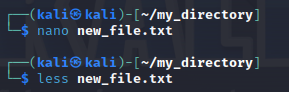 ┌──(kali㉿kali)-[~/my_directory]
└─$ nano new_file.txt
┌──(kali㉿kali)-[~/my_directory]
└─$ less new_file.txt